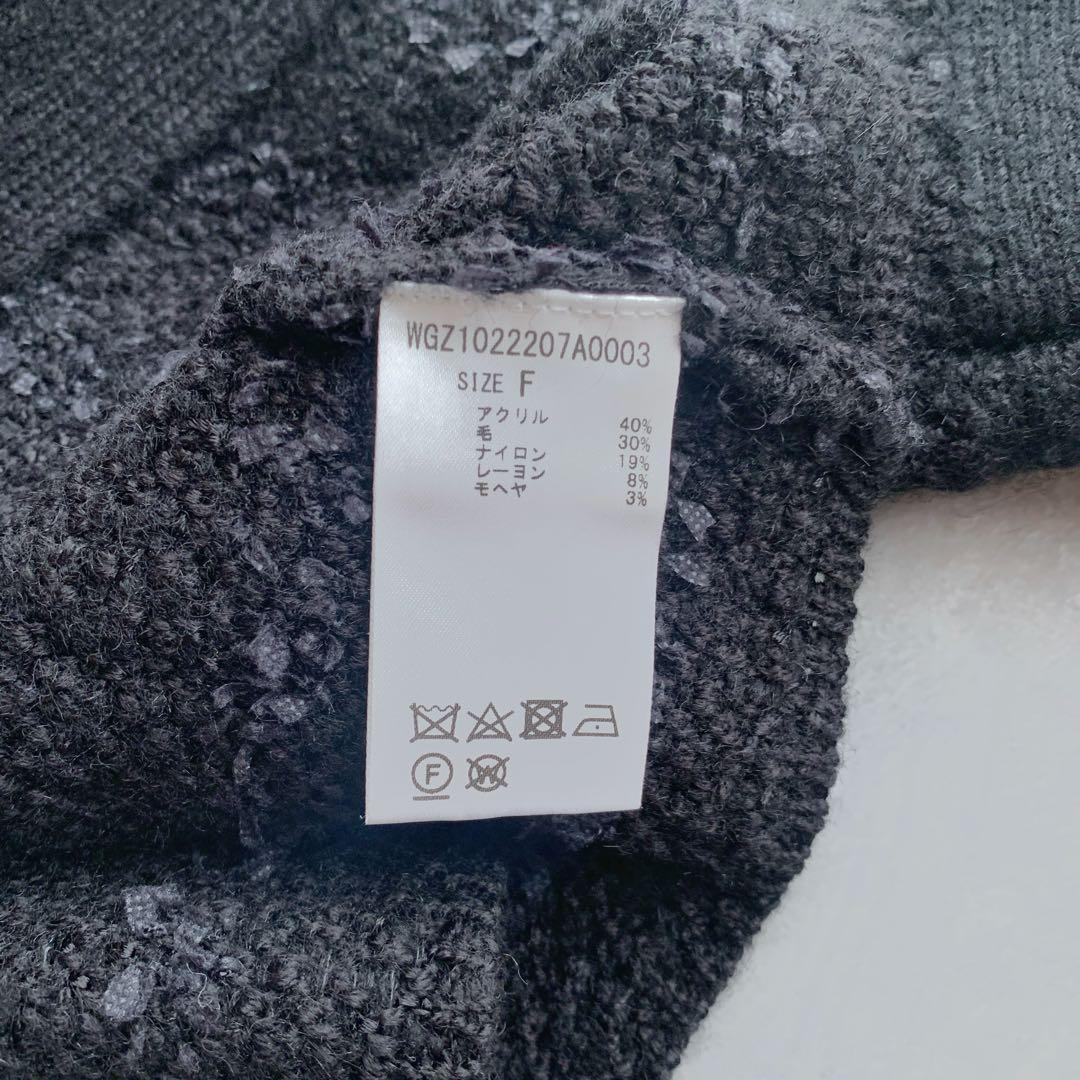 WGZ1022207A0003
SIZE F
アクリル 40%
毛 30%
ナイロン 19%
レーヨン 8%
モヘヤ 3%
F W